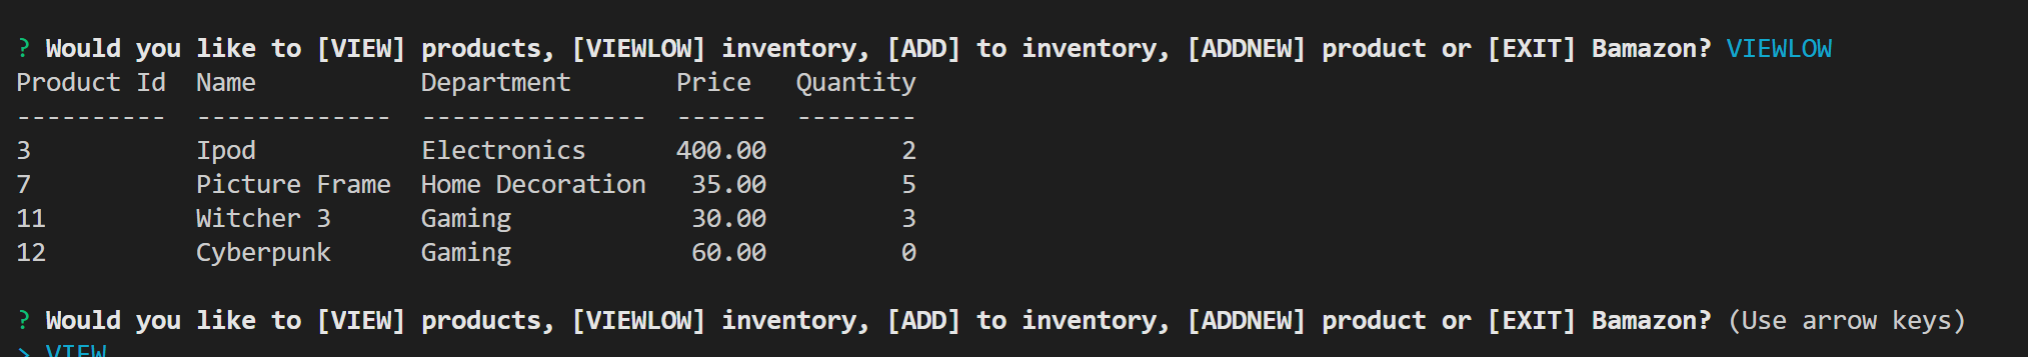 ? Would you like to [VIEW] products, [VIEWLOW] inventory, [ADD] to inventory, [ADDNEW] product or [EXIT] Bamazon? VIEWLOW
Product Id  Name           Department       Price   Quantity
----------  -------------  ---------------  ------  --------
3           Ipod           Electronics      400.00         2
7           Picture Frame  Home Decoration   35.00         5
11          Witcher 3      Gaming            30.00         3
12          Cyberpunk      Gaming            60.00         0
? Would you like to [VIEW] products, [VIEWLOW] inventory, [ADD] to inventory, [ADDNEW] product or [EXIT] Bamazon? (Use arrow keys)
> VIEW